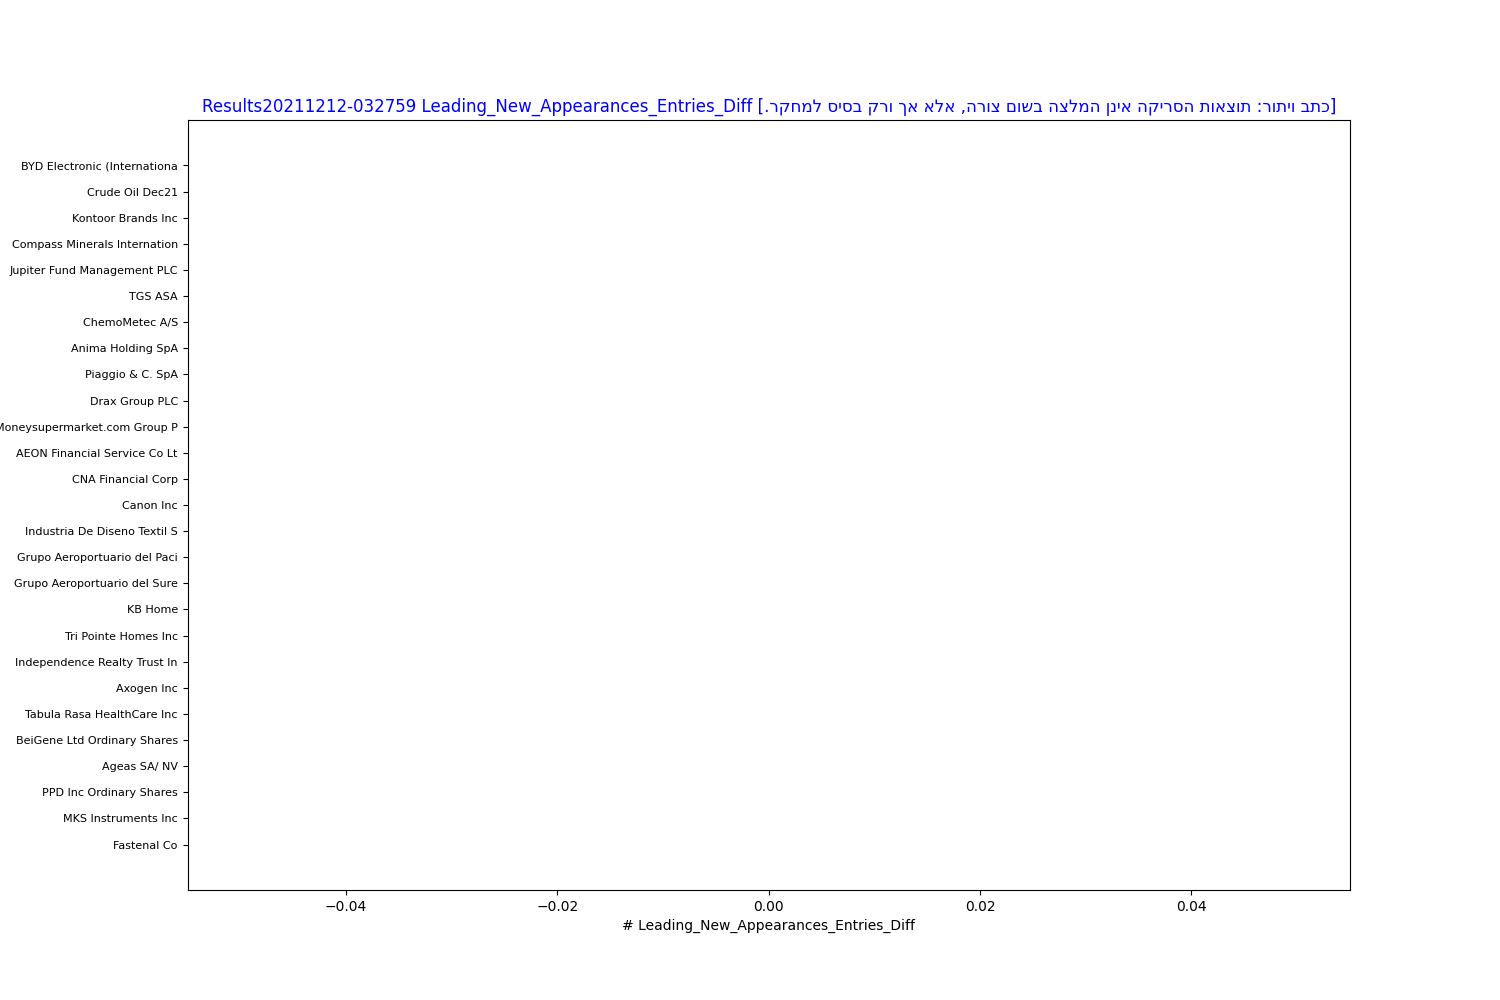 Results20211212-032759 Leading_New_Appearances_Entries_Diff [כתב ויתור: תוצאות הסריקה אינן המלצה בשום צורה, אלא אך ורק בסיס למחקר.]
BYD Electronic (Internationa
Crude Oil Dec21
Kontoor Brands Inc
Compass Minerals Internation
Jupiter Fund Management PLC
TGS ASA
ChemoMetec A/S
Anima Holding SpA
Piaggio & C. SpA
Drax Group PLC
Moneysupermarket.com Group P
AEON Financial Service Co Lt
CNA Financial Corp
Canon Inc
Industria De Diseno Textil S
Grupo Aeroportuario del Paci
Grupo Aeroportuario del Sure
KB Home
Tri Pointe Homes Inc
Independence Realty Trust In
Axogen Inc
Tabula Rasa HealthCare Inc
BeiGene Ltd Ordinary Shares
Ageas SA/ NV
PPD Inc Ordinary Shares
MKS Instruments Inc
Fastenal Co
−0.04 −0.02 0.00 0.02 0.04
# Leading_New_Appearances_Entries_Diff